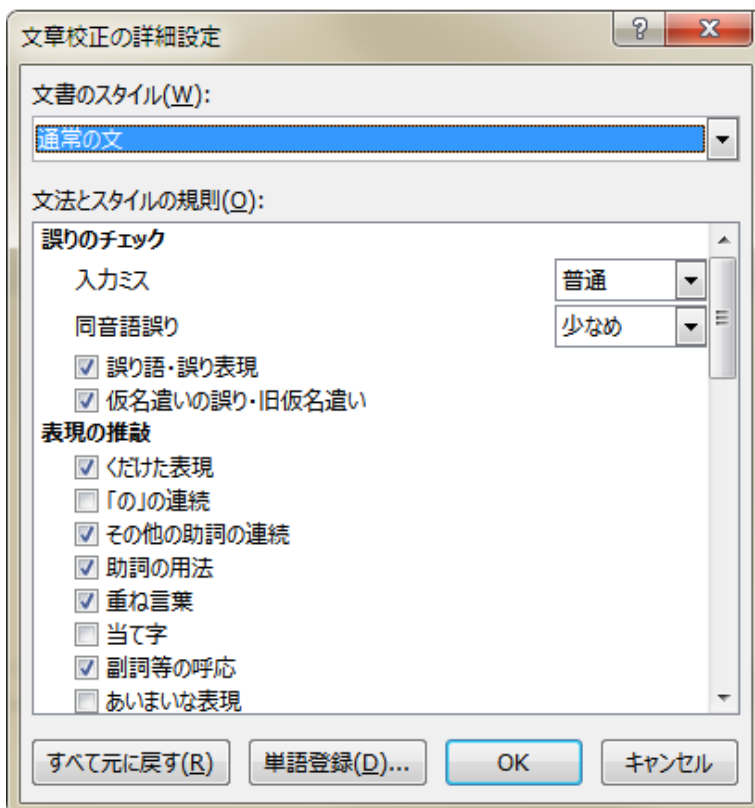 文章校正の詳細設定
文書のスタイル(W):
通常の文
文法とスタイルの規則(O):
誤りのチェック
入力ミス 普通
同音語誤り 少なめ
誤り語・誤り表現
仮名遣いの誤り・旧仮名遣い
表現の推敲
くだけた表現
「の」の連続
その他の助詞の連続
助詞の用法
重ね言葉
当て字
副詞等の呼応
あいまいな表現
すべて元に戻す(R) 単語登録(D)... OK キャンセル